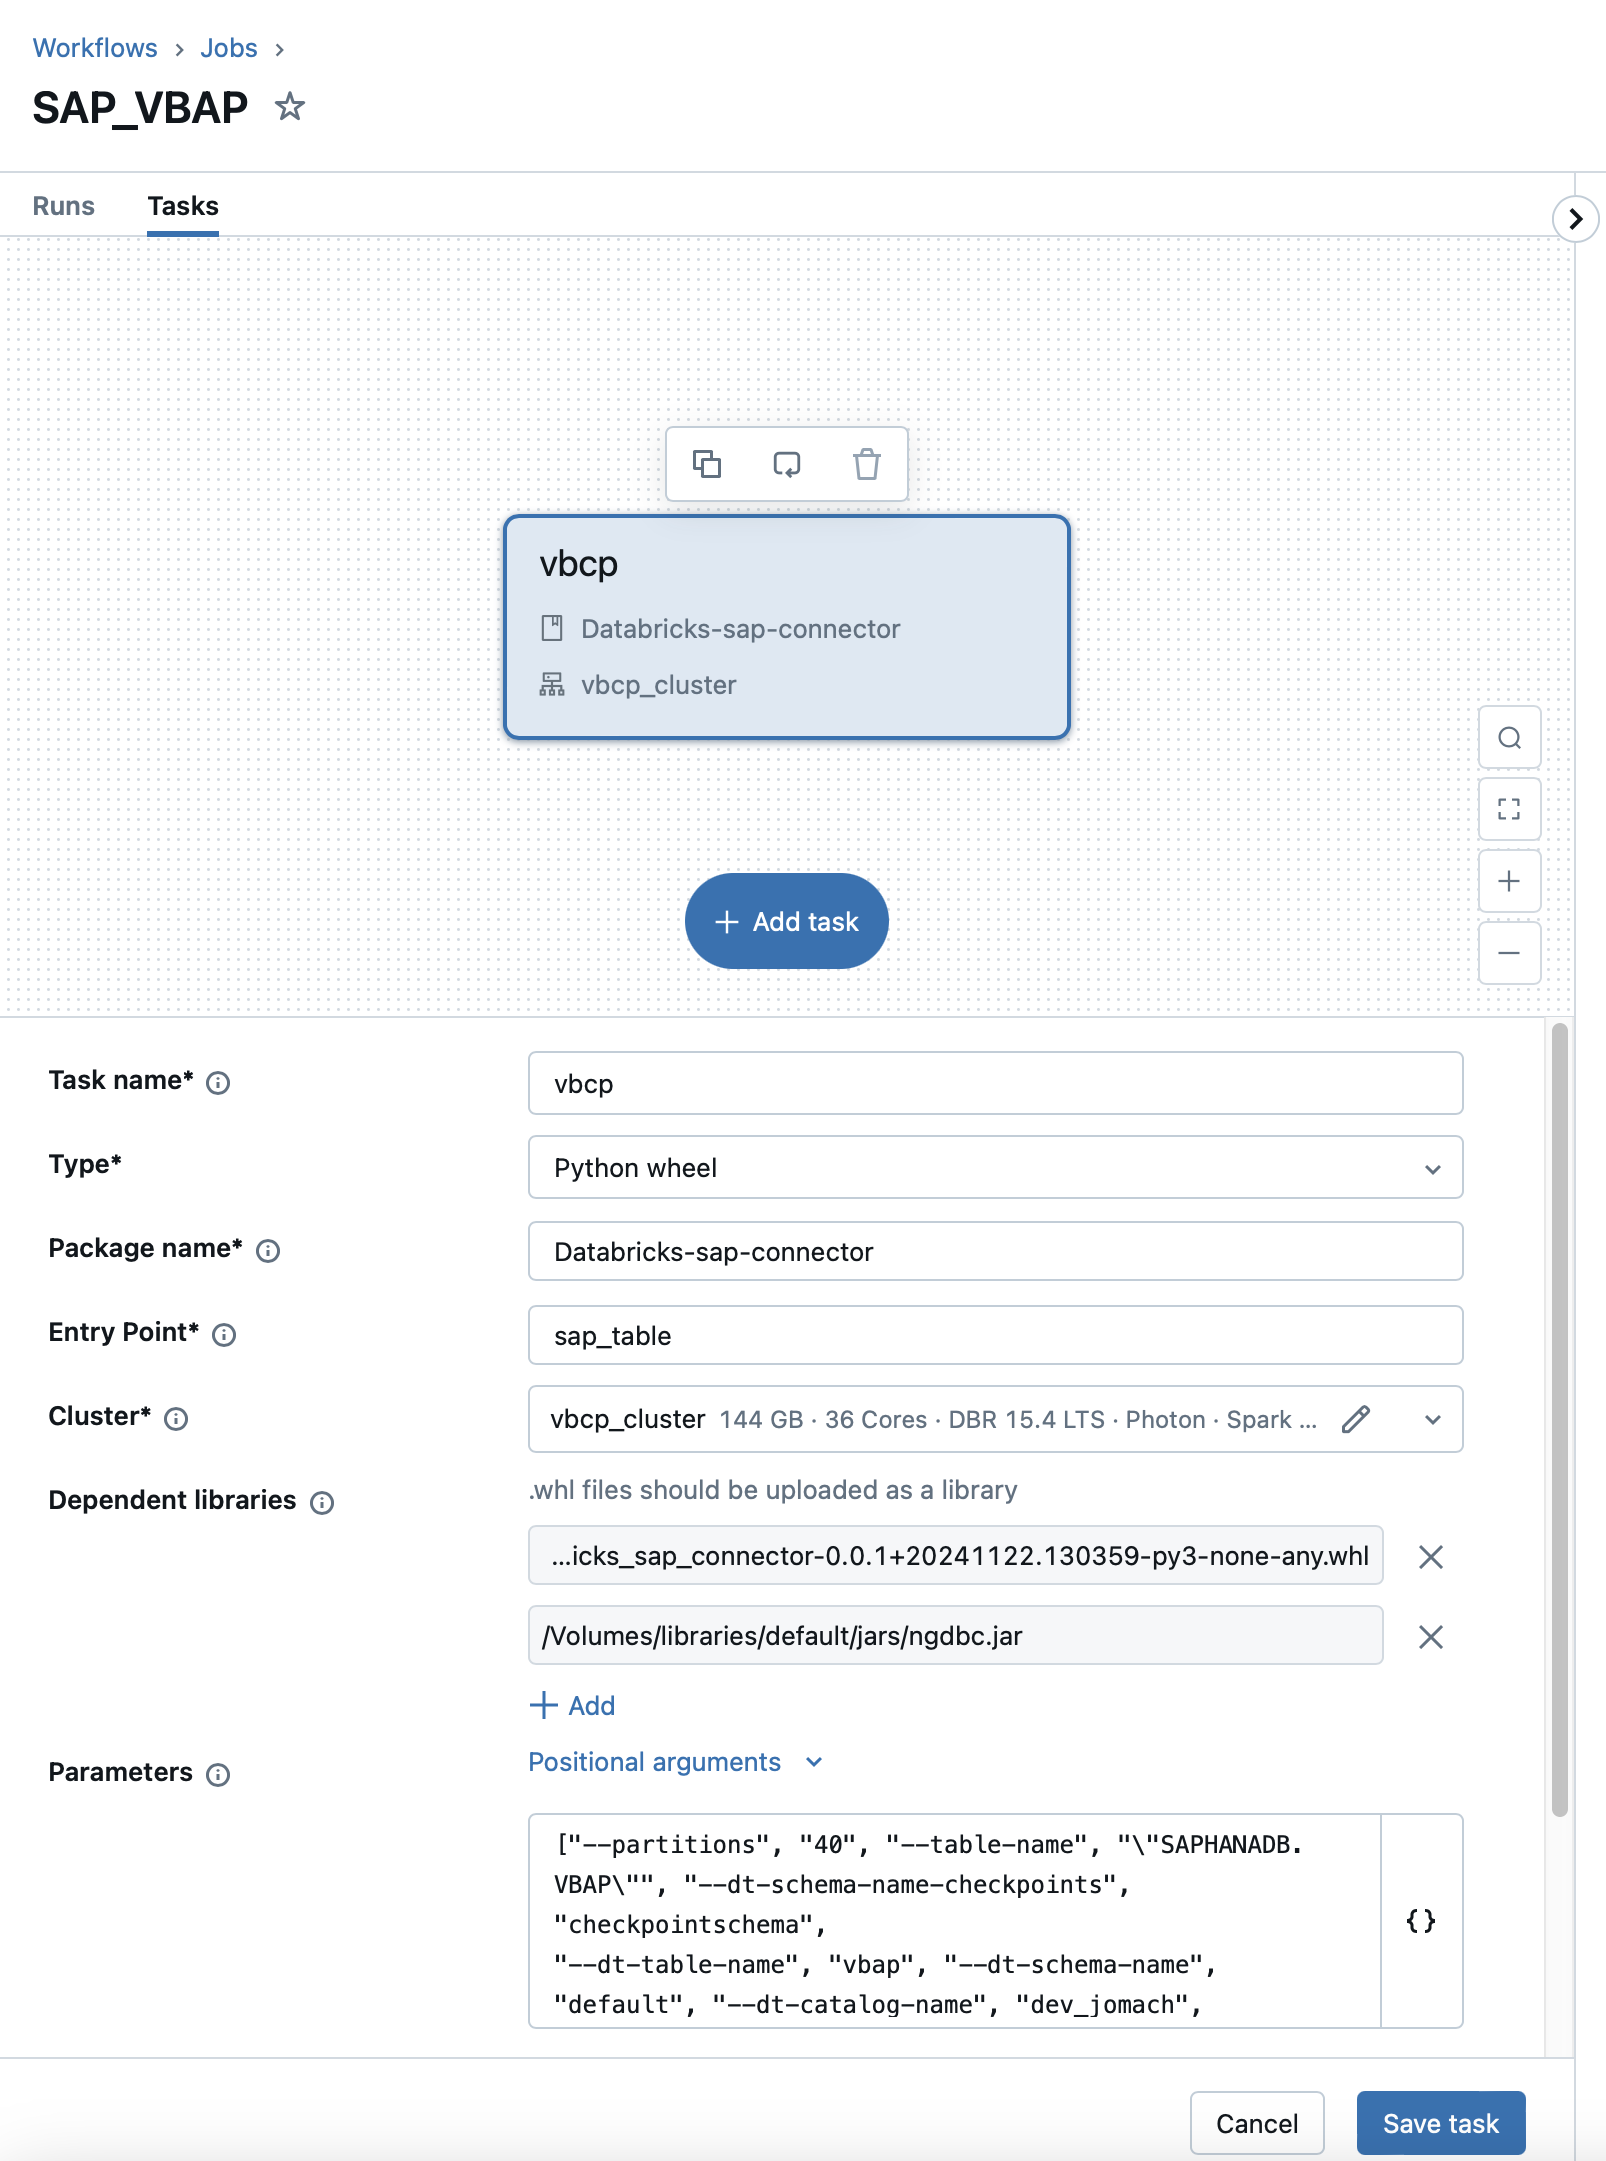 Workflows > Jobs >
SAP_VBAP
Runs Tasks
vbcp
Databricks-sap-connector
vbcp_cluster
+ Add task
Task name* vbcp
Type* Python wheel
Package name* Databricks-sap-connector
Entry Point* sap_table
Cluster* vbcp_cluster 144 GB · 36 Cores · DBR 15.4 LTS · Photon · Spark ...
Dependent libraries .whl files should be uploaded as a library
...icks_sap_connector-0.0.1+20241122.130359-py3-none-any.whl
/Volumes/libraries/default/jars/ngdbc.jar
+ Add
Parameters Positional arguments
["--partitions", "40", "--table-name", "\"SAPHANADB.
VBAP\"", "--dt-schema-name-checkpoints",
"checkpointschema",
"--dt-table-name", "vbap", "--dt-schema-name",
"default", "--dt-catalog-name", "dev_jomach",
{}
Cancel Save task